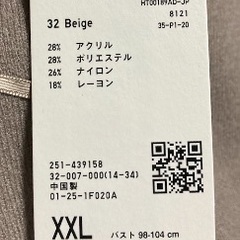 HT00189AD-JP
8121
32 Beige
35-P1-20
28% アクリル
28% ポリエステル
26% ナイロン
18% レーヨン
251-439158
32-007-000(14-34)
中国製
01-25-1F020A
XXL
バスト 98-104 cm